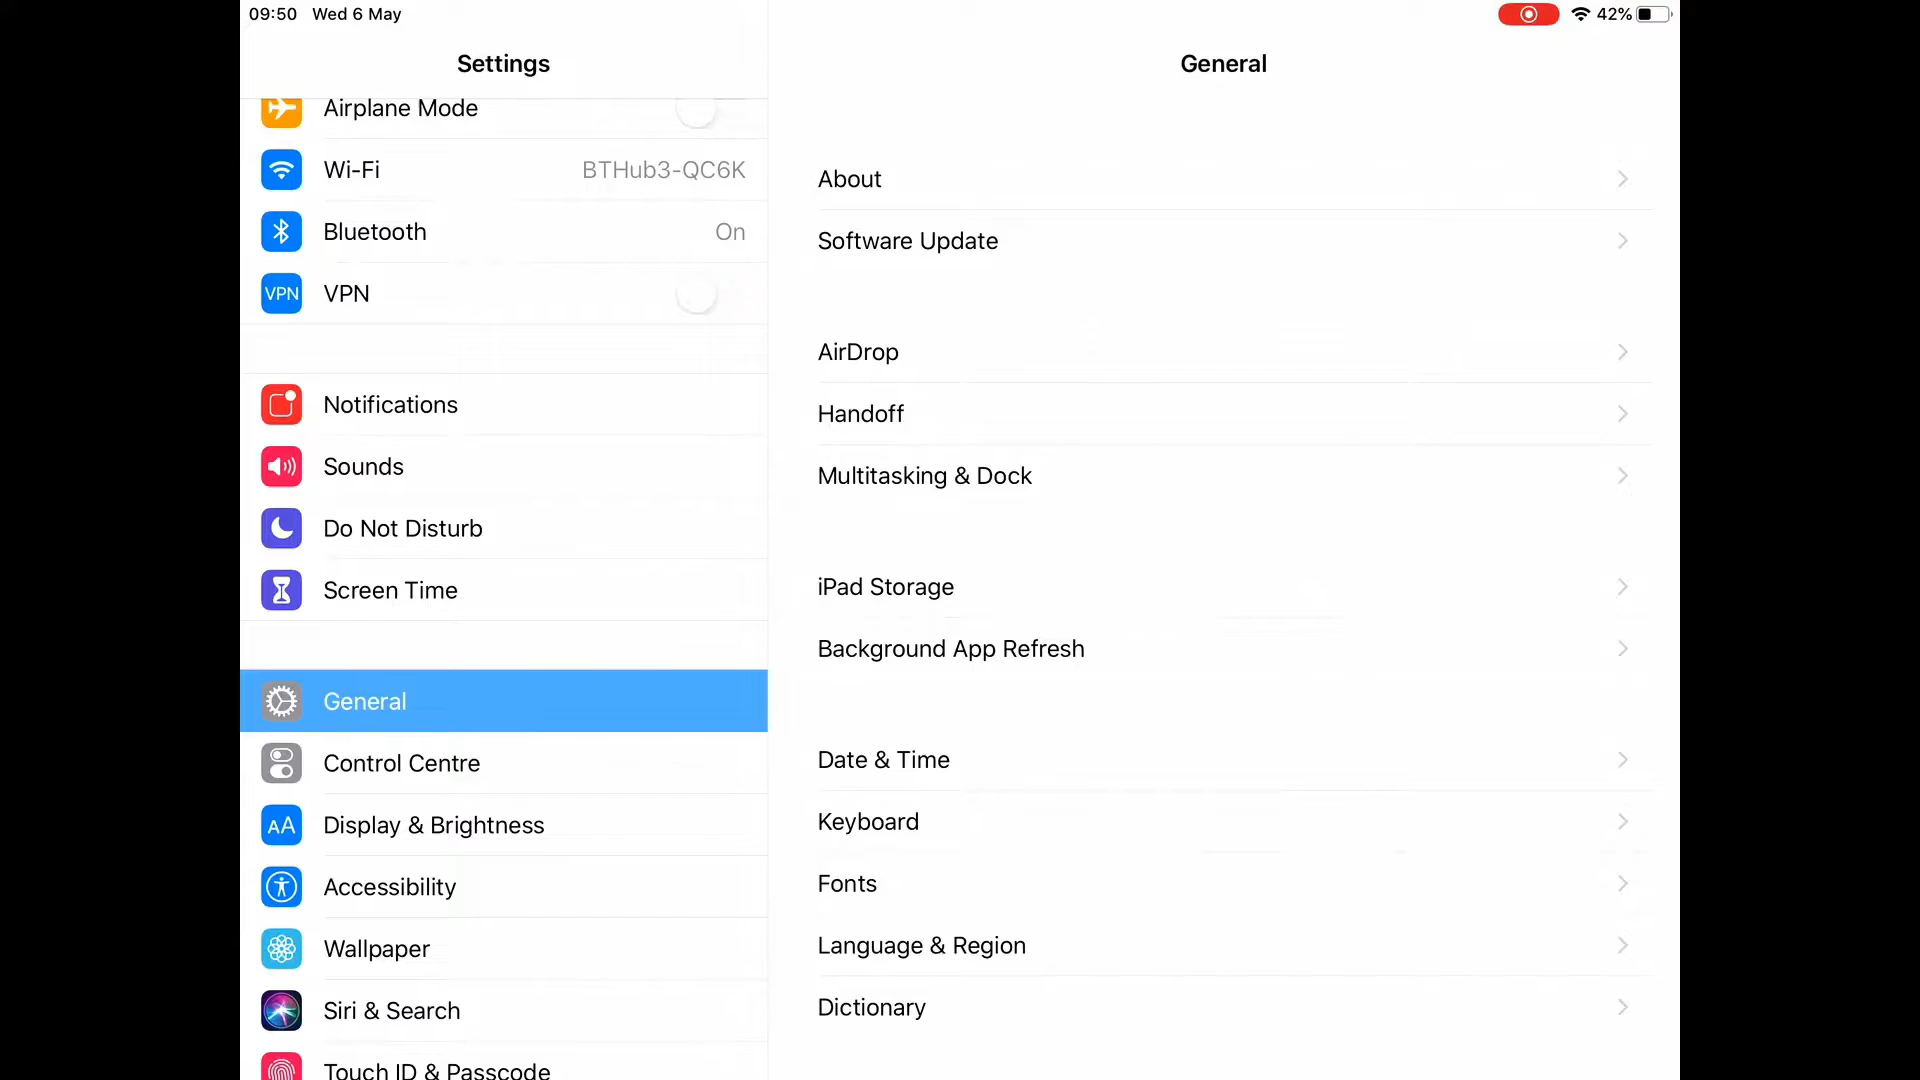 09:50 Wed 6 May
42%
Settings
Airplane Mode
Wi-Fi BTHub3-QC6K
Bluetooth On
VPN VPN
Notifications
Sounds
Do Not Disturb
Screen Time
General
Control Centre
AA Display & Brightness
Accessibility
Wallpaper
Siri & Search
Touch ID & Passcode
General
About
Software Update
AirDrop
Handoff
Multitasking & Dock
iPad Storage
Background App Refresh
Date & Time
Keyboard
Fonts
Language & Region
Dictionary